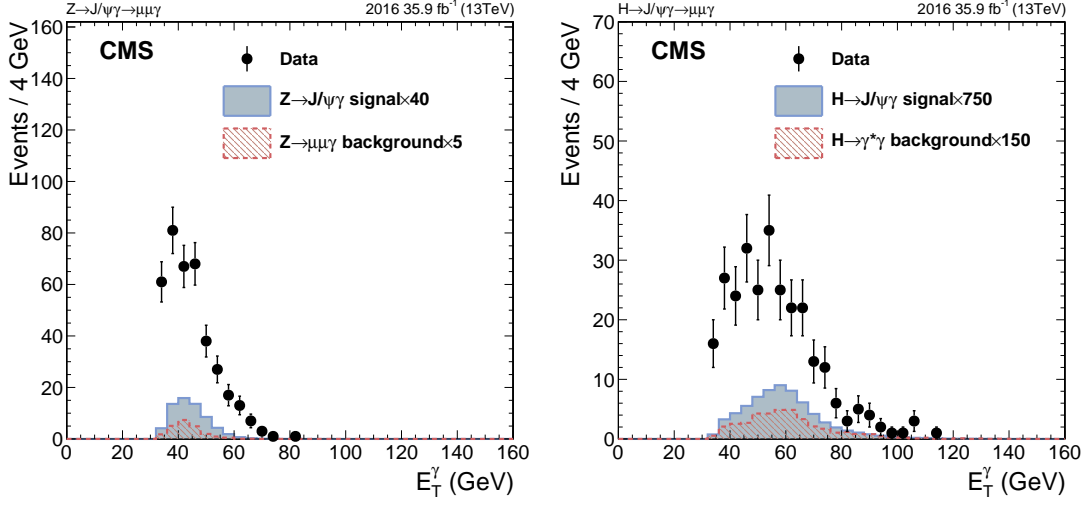 Z→J/ψγ→μμγ 2016 35.9 fb⁻¹ (13TeV)
CMS
Data
Z→J/ψγ signal×40
Z→μμγ background×5
Events / 4 GeV
160
140
120
100
80
60
40
20
0
0 20 40 60 80 100 120 140 160
E_T^γ (GeV)
H→J/ψγ→μμγ 2016 35.9 fb⁻¹ (13TeV)
CMS
Data
H→J/ψγ signal×750
H→γ*γ background×150
Events / 4 GeV
70
60
50
40
30
20
10
0
0 20 40 60 80 100 120 140 160
E_T^γ (GeV)